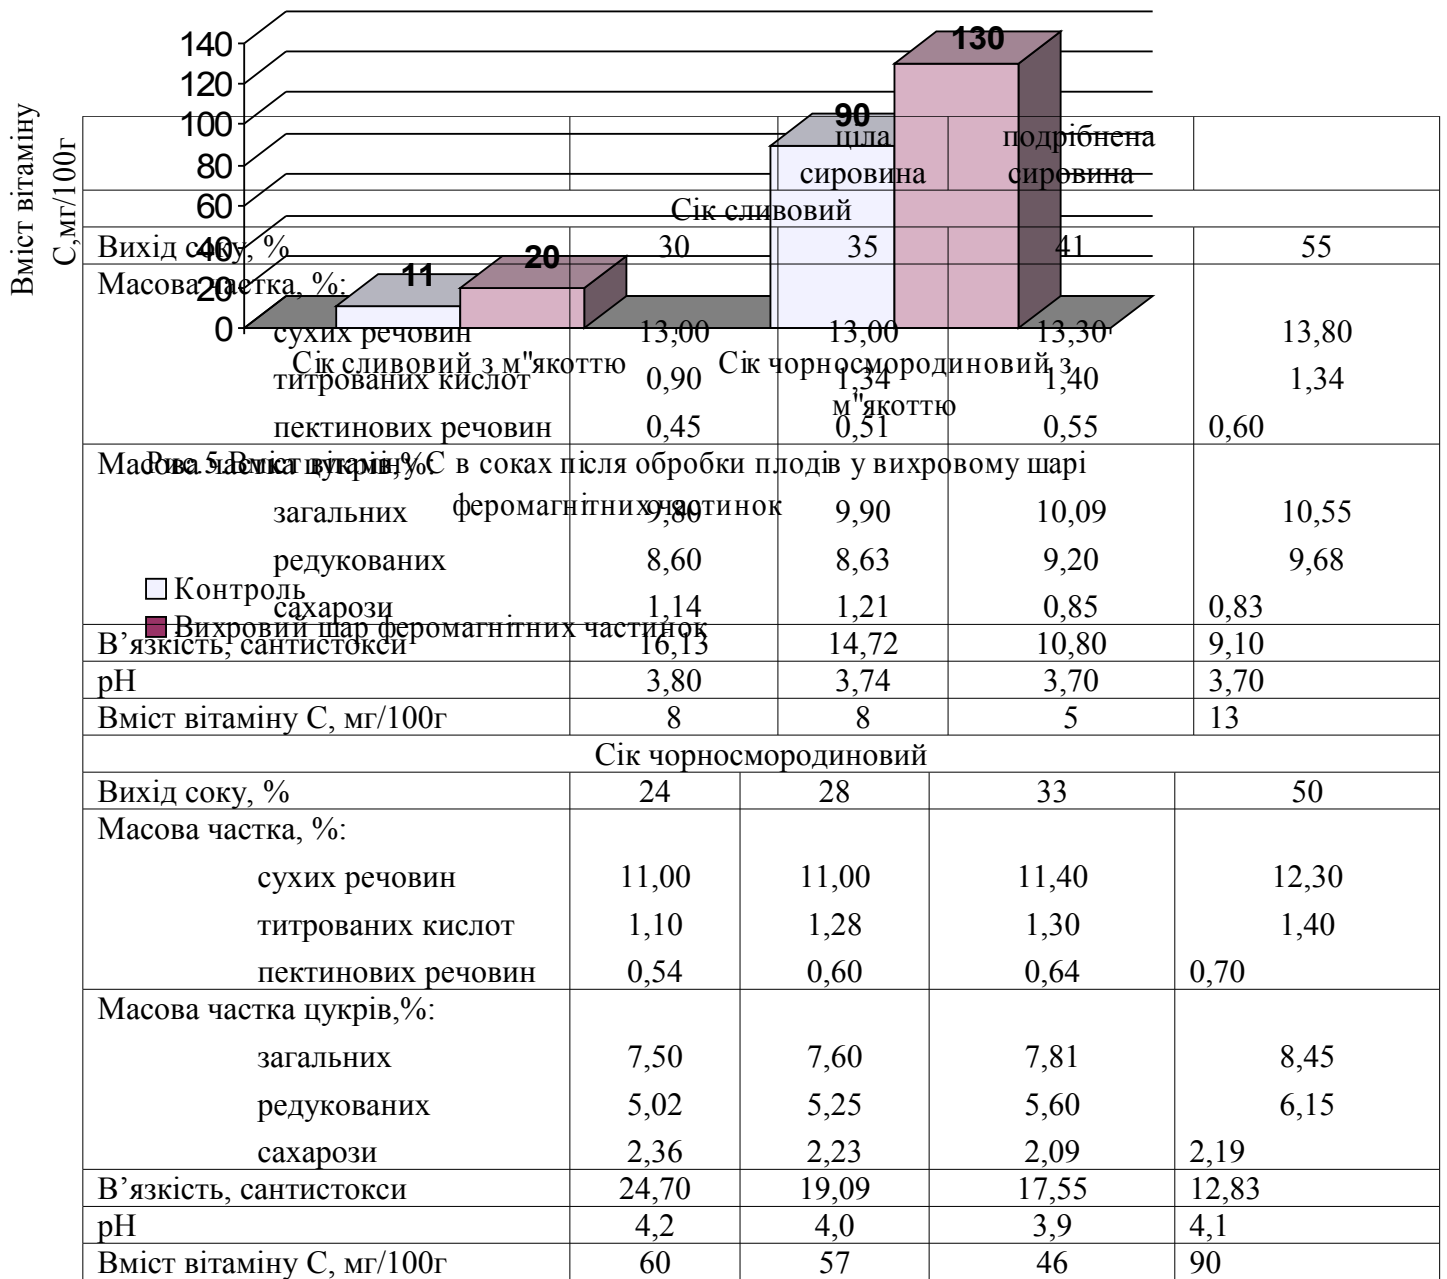 140
120
100
80
60
40
20
0
Вміст вітаміну
С,мг/100г
11
20
90
130
Сік сливовий з м"якоттю
Сік чорносмородиновий з
м"якоттю
Рис.5 Вміст вітаміну С в соках після обробки плодів у вихровому шарі
феромагнітних частинок
Контроль
Вихровий шар феромагнітних частинок
ціла подрібнена
сировина сировина
Сік сливовий
Вихід соку, % 30 35 41 55
Масова частка, %:
сухих речовин 13,00 13,00 13,30 13,80
титрованих кислот 0,90 1,34 1,40 1,34
пектинових речовин 0,45 0,51 0,55 0,60
Масова частка цукрів,%:
загальних 9,80 9,90 10,09 10,55
редукованих 8,60 8,63 9,20 9,68
сахарози 1,14 1,21 0,85 0,83
В’язкість, сантистокси 16,13 14,72 10,80 9,10
рН 3,80 3,74 3,70 3,70
Вміст вітаміну С, мг/100г 8 8 5 13
Сік чорносмородиновий
Вихід соку, % 24 28 33 50
Масова частка, %:
сухих речовин 11,00 11,00 11,40 12,30
титрованих кислот 1,10 1,28 1,30 1,40
пектинових речовин 0,54 0,60 0,64 0,70
Масова частка цукрів,%:
загальних 7,50 7,60 7,81 8,45
редукованих 5,02 5,25 5,60 6,15
сахарози 2,36 2,23 2,09 2,19
В’язкість, сантистокси 24,70 19,09 17,55 12,83
рН 4,2 4,0 3,9 4,1
Вміст вітаміну С, мг/100г 60 57 46 90